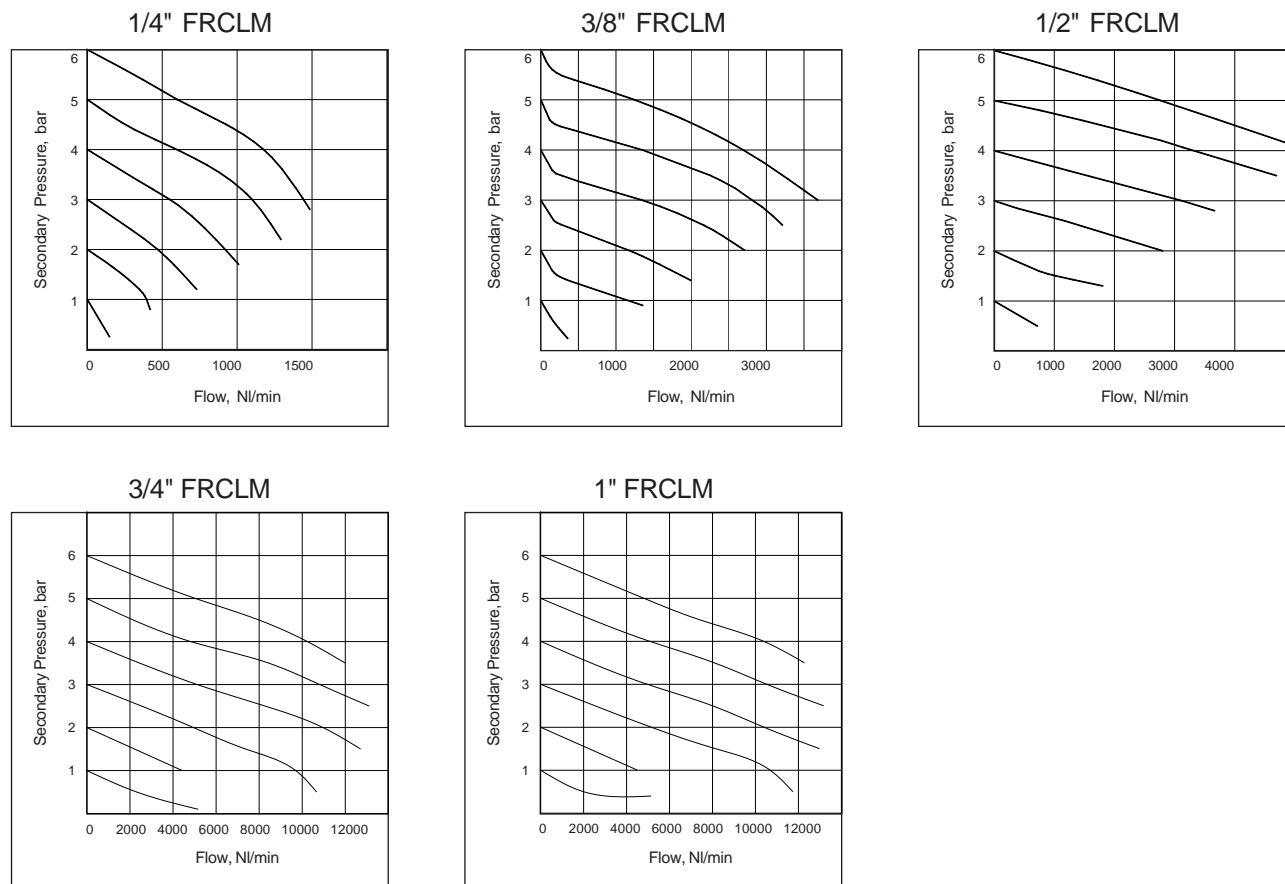 1/4" FRCLM
3/8" FRCLM
1/2" FRCLM
Secondary Pressure, bar
6
5
4
3
2
1
0 500 1000 1500
Flow, Nl/min
Secondary Pressure, bar
6
5
4
3
2
1
0 1000 2000 3000
Flow, Nl/min
Secondary Pressure, bar
6
5
4
3
2
1
0 1000 2000 3000 4000
Flow, Nl/min
3/4" FRCLM
1" FRCLM
Secondary Pressure, bar
6
5
4
3
2
1
0 2000 4000 6000 8000 10000 12000
Flow, Nl/min
Secondary Pressure, bar
6
5
4
3
2
1
0 2000 4000 6000 8000 10000 12000
Flow, Nl/min